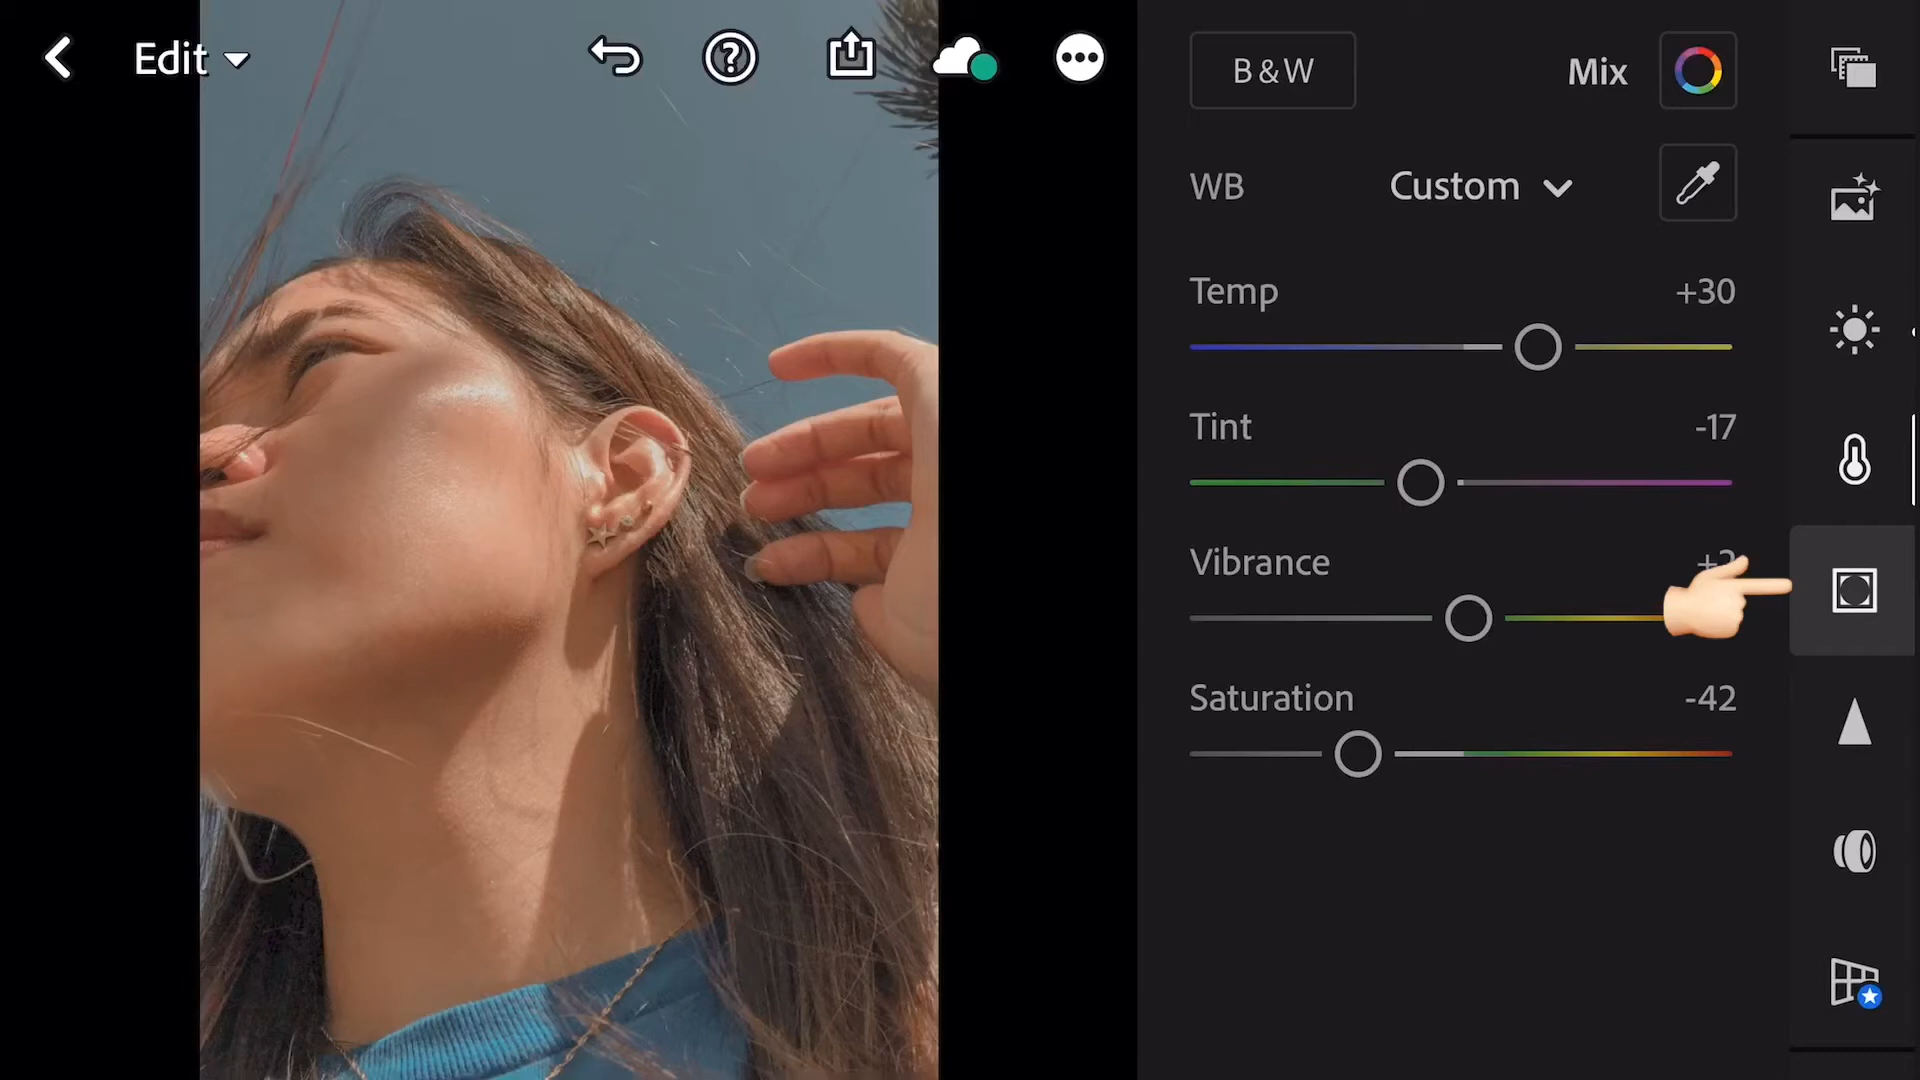 Edit
B&W
Mix
WB
Custom
Temp
+30
Tint
-17
Vibrance
Saturation
-42